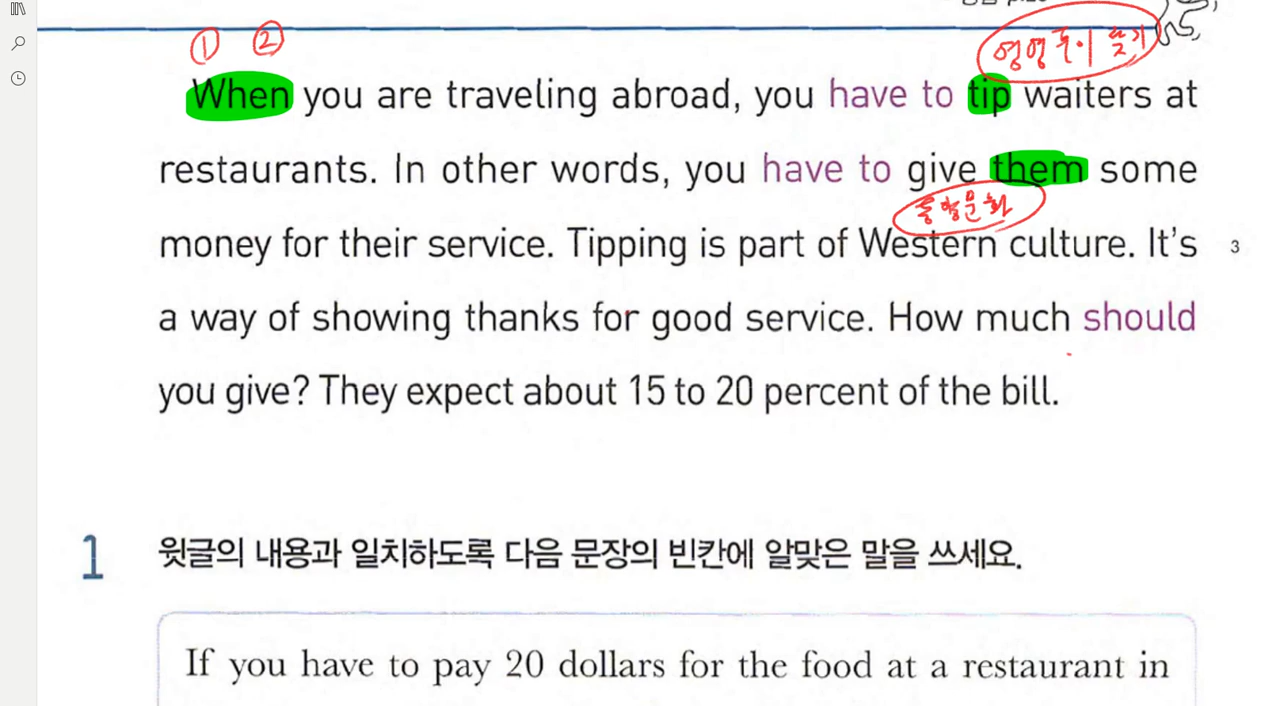 ① ②
영영풀이 쓰기
When you are traveling abroad, you have to tip waiters at
restaurants. In other words, you have to give them some
동양문화
money for their service. Tipping is part of Western culture. It's
3
a way of showing thanks for good service. How much should
you give? They expect about 15 to 20 percent of the bill.
1 윗글의 내용과 일치하도록 다음 문장의 빈칸에 알맞은 말을 쓰세요.
If you have to pay 20 dollars for the food at a restaurant in